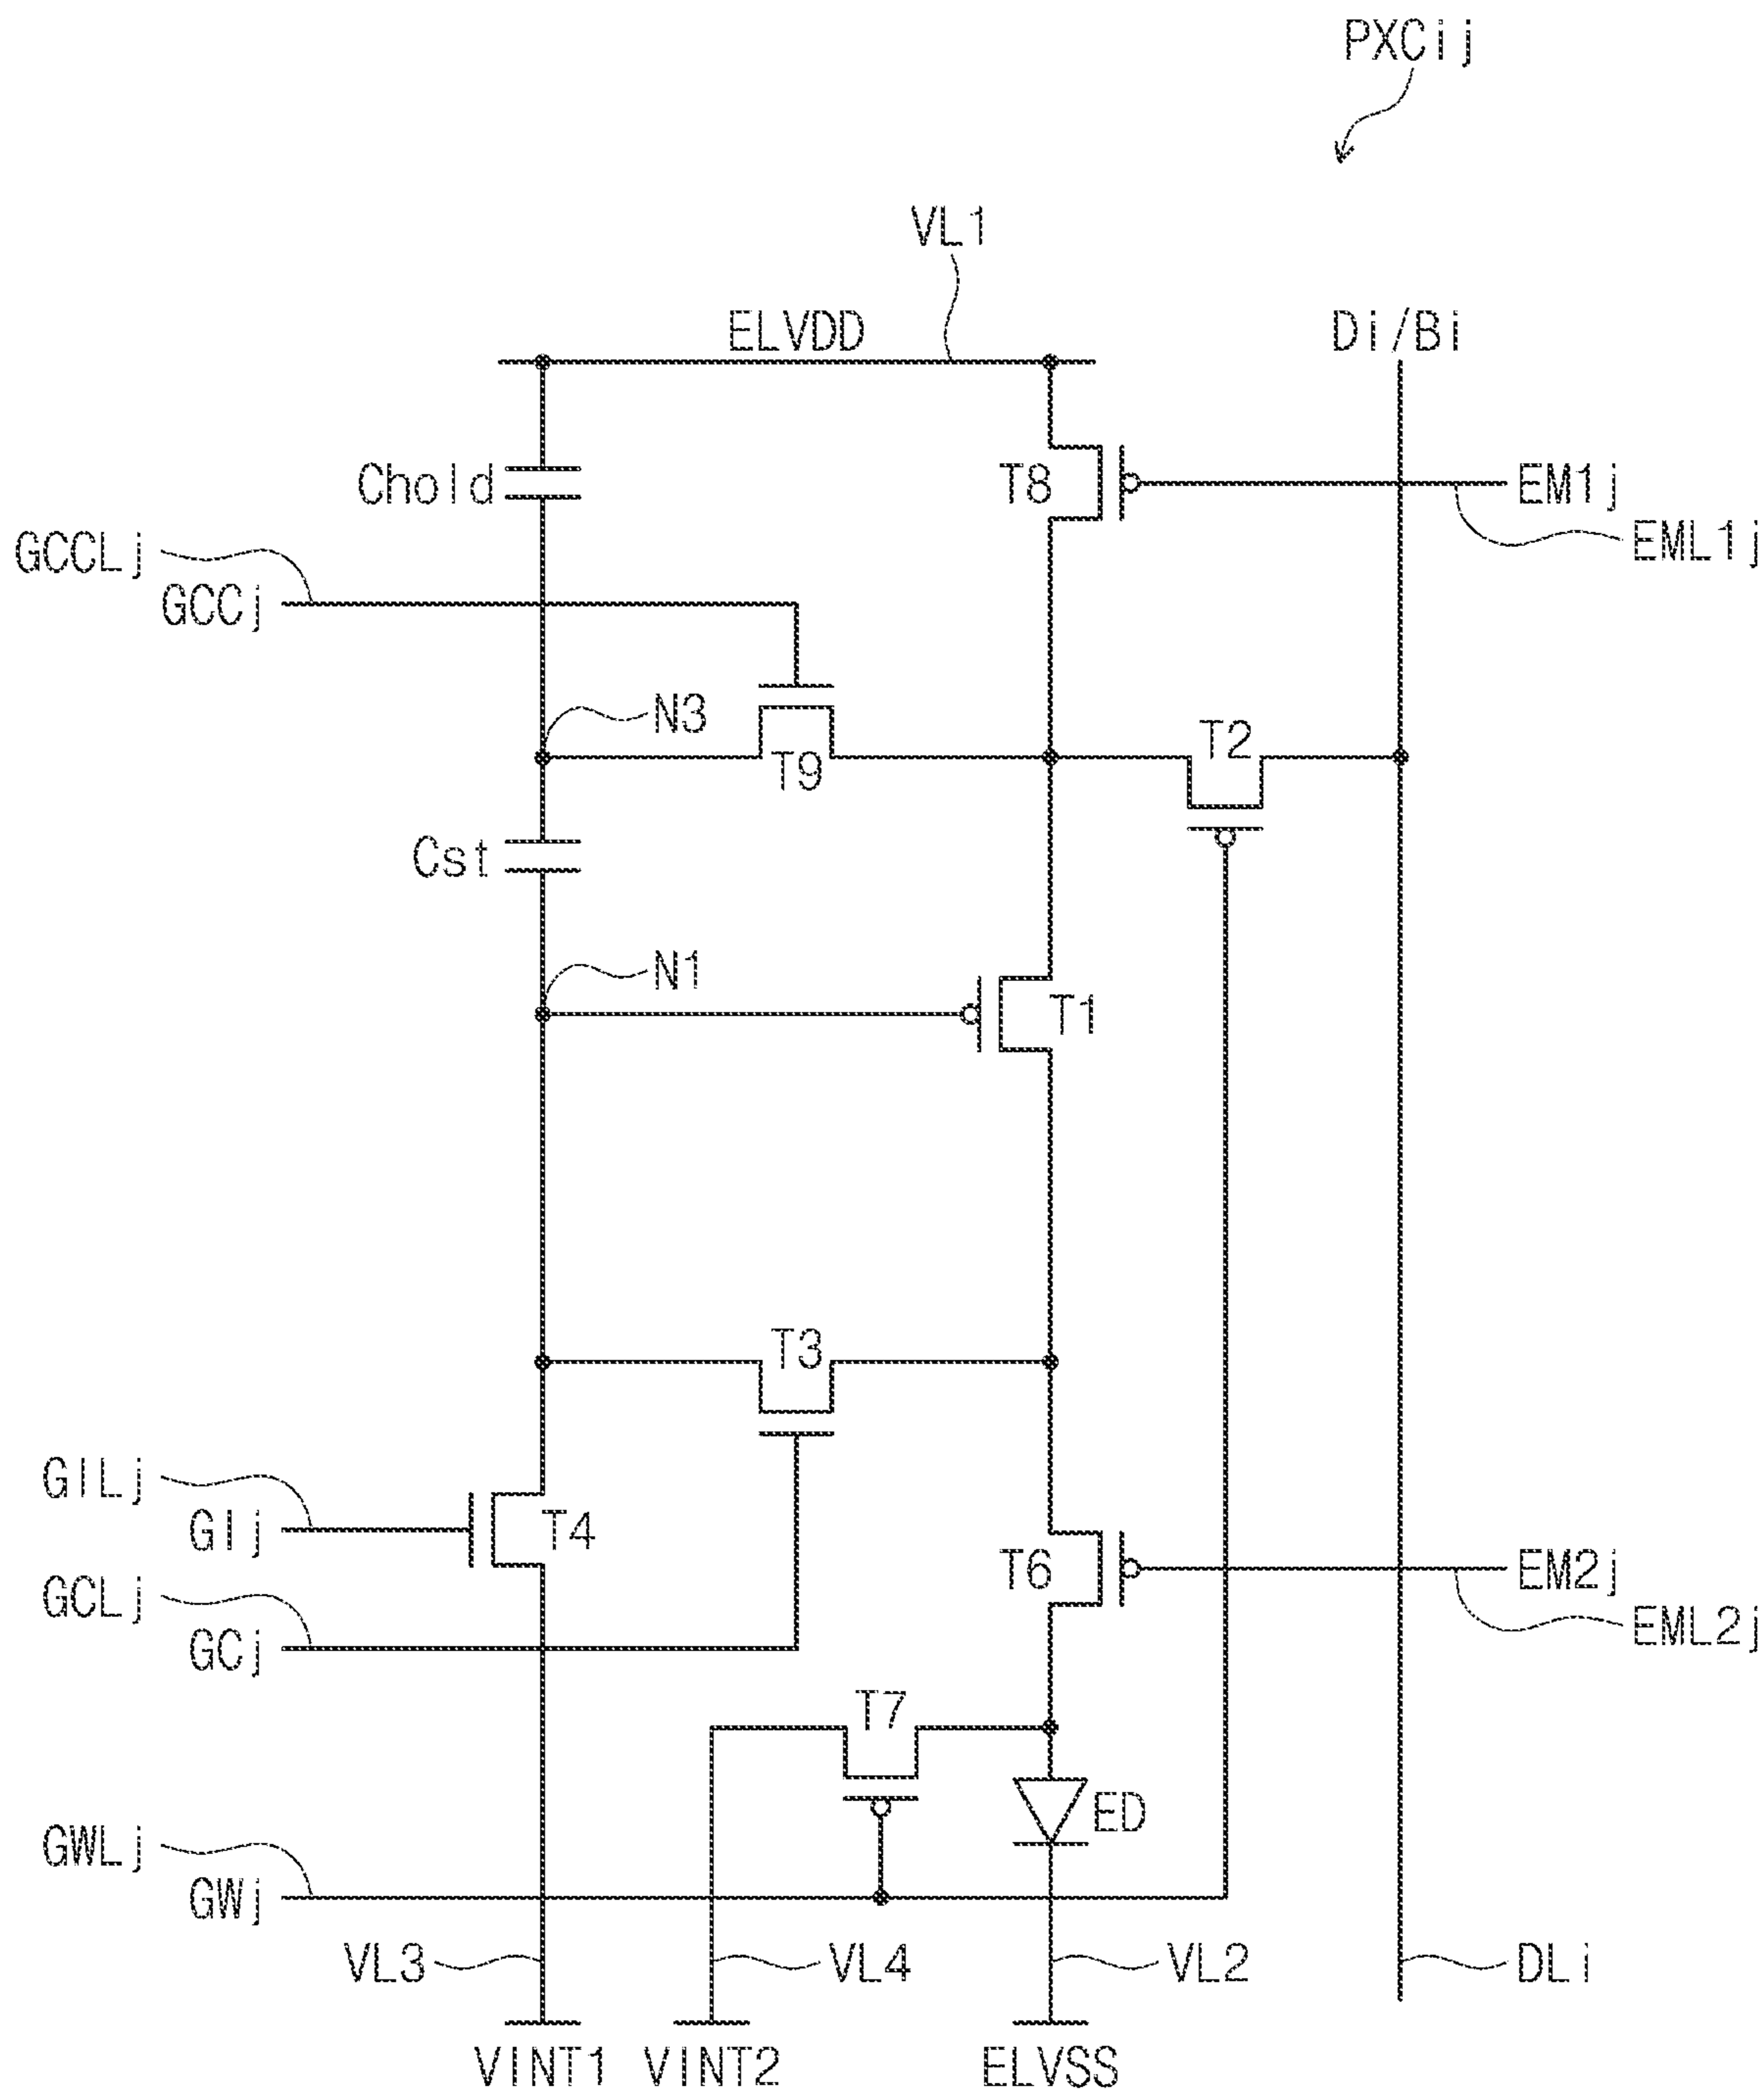 PXCij
VL1
ELVDD
Di/Bi
Chold
T8
EM1j
EML1j
GCCLj
GCCj
N3
T9
T2
Cst
N1
T1
T3
GILj
GIj
T4
T6
EM2j
EML2j
GCLj
GCj
T7
ED
GWLj
GWj
VL3
VL4
VL2
DLi
VINT1
VINT2
ELVSS